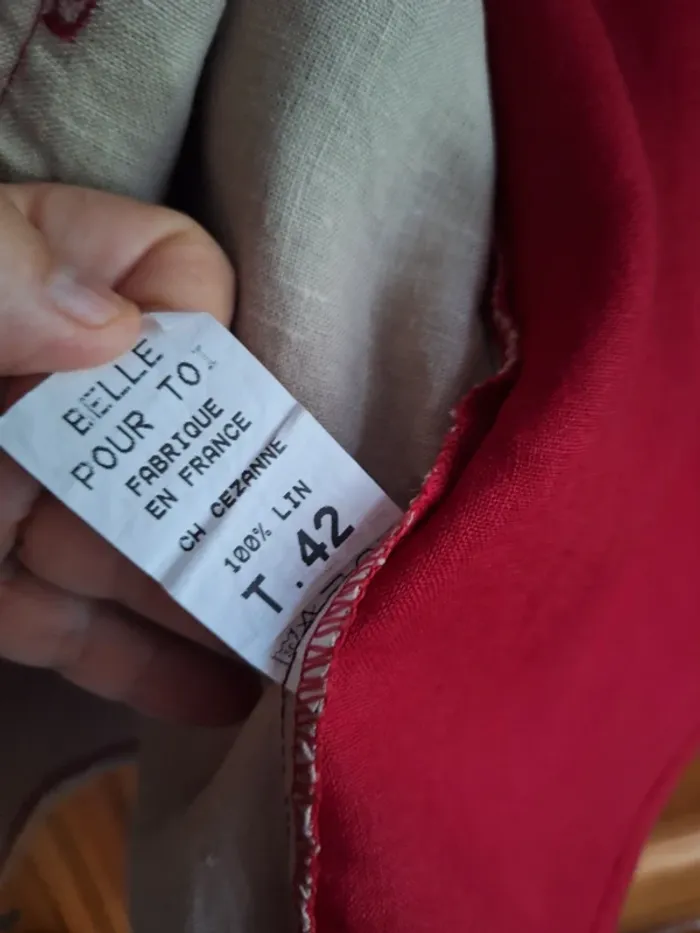 BELLE
POUR TOI
FABRIQUE
EN FRANCE
CH CEZANNE
100% LIN
T.42